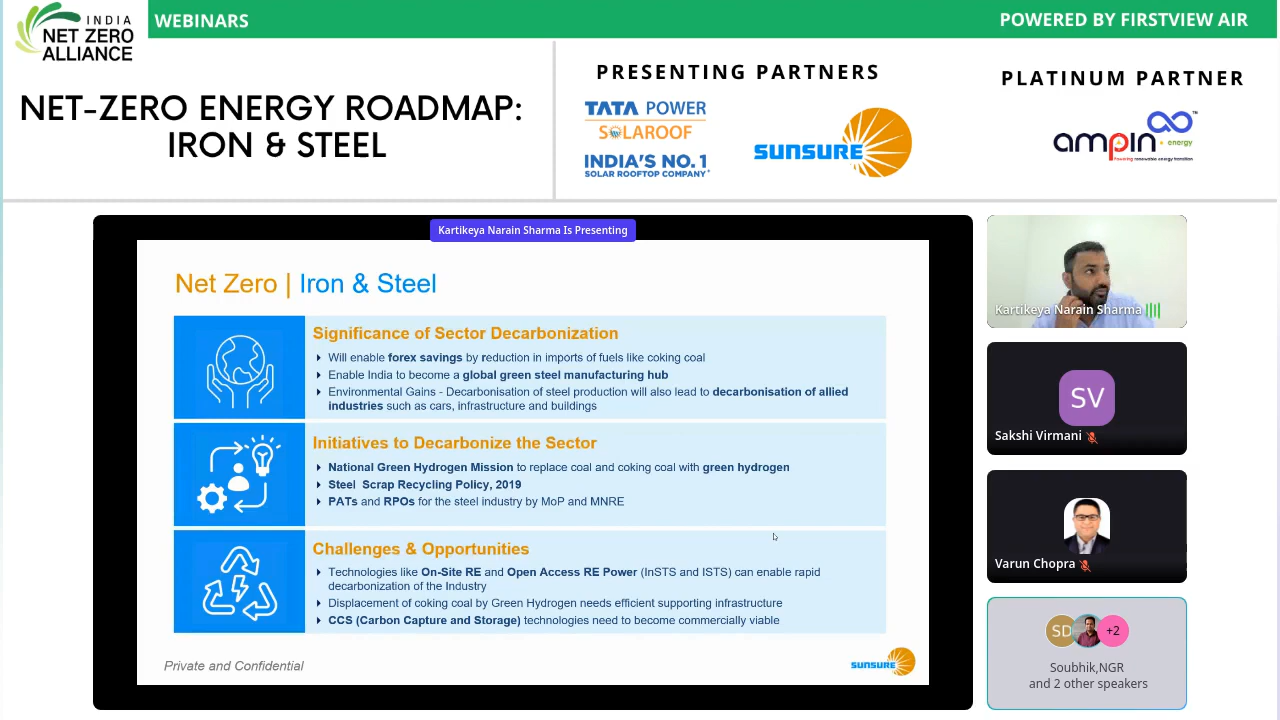 INDIA
NET ZERO
ALLIANCE
WEBINARS
POWERED BY FIRSTVIEW AIR
NET-ZERO ENERGY ROADMAP:
IRON & STEEL
PRESENTING PARTNERS
TATA POWER
SOLAROOF
INDIA'S NO.1
SOLAR ROOFTOP COMPANY*
SUNSURE
PLATINUM PARTNER
ampin
energy
Powering renewable energy transition
TM
Kartikeya Narain Sharma Is Presenting
Net Zero | Iron & Steel
Significance of Sector Decarbonization
Will enable forex savings by reduction in imports of fuels like coking coal
Enable India to become a global green steel manufacturing hub
Environmental Gains - Decarbonisation of steel production will also lead to decarbonisation of allied
industries such as cars, infrastructure and buildings
Initiatives to Decarbonize the Sector
National Green Hydrogen Mission to replace coal and coking coal with green hydrogen
Steel Scrap Recycling Policy, 2019
PATs and RPOs for the steel industry by MoP and MNRE
Challenges & Opportunities
Technologies like On-Site RE and Open Access RE Power (InSTS and ISTS) can enable rapid
decarbonization of the Industry
Displacement of coking coal by Green Hydrogen needs efficient supporting infrastructure
CCS (Carbon Capture and Storage) technologies need to become commercially viable
Private and Confidential
SUNSURE
Kartikeya Narain Sharma
SV
Sakshi Virmani
Varun Chopra
SD
+2
Soubhik,NGR
and 2 other speakers